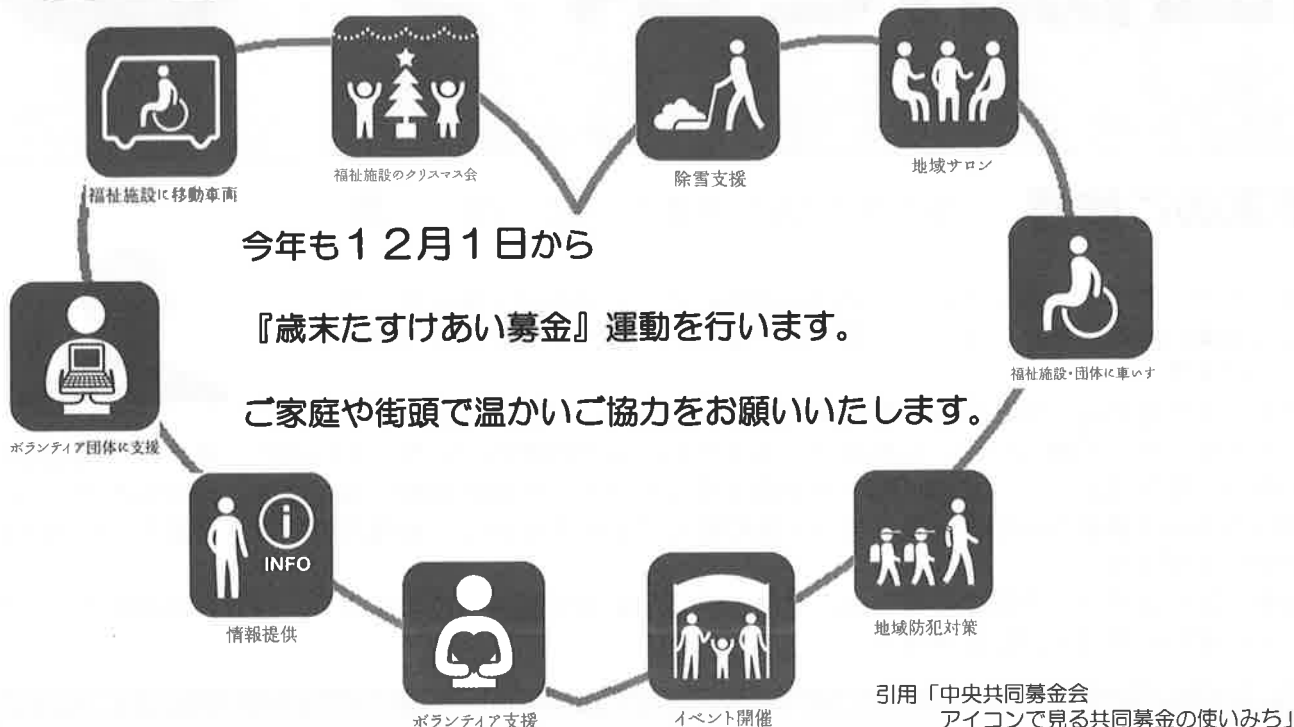 福祉施設に移動車両
福祉施設のクリスマス会
除雪支援
地域サロン
今年も12月1日から
『歳末たすけあい募金』運動を行います。
ご家庭や街頭で温かいご協力をお願いいたします。
福祉施設・団体に車いす
ボランティア団体に支援
INFO
情報提供
ボランティア支援
イベント開催
地域防犯対策
引用「中央共同募金会
アイコンで見る共同募金の使いみち」